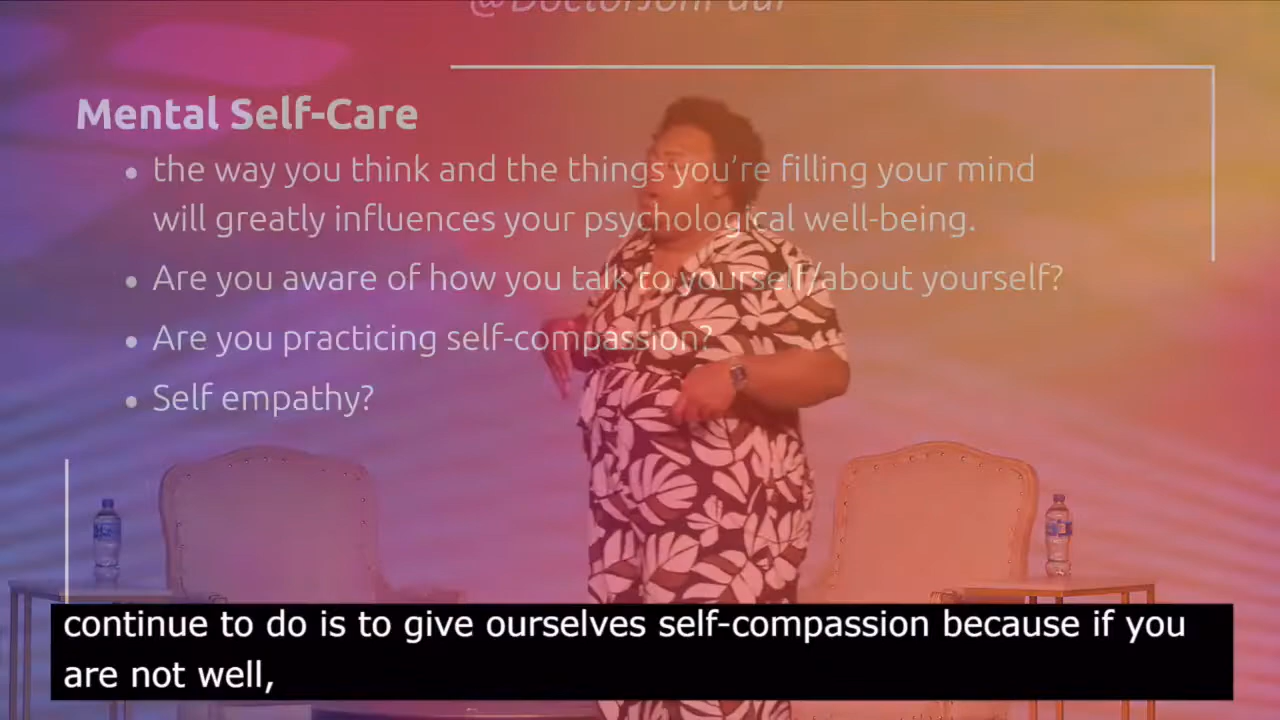 Mental Self-Care
• the way you think and the things you’re filling your mind
will greatly influences your psychological well-being.
• Are you aware of how you talk to yourself/about yourself?
• Are you practicing self-compassion?
• Self empathy?
continue to do is to give ourselves self-compassion because if you
are not well,